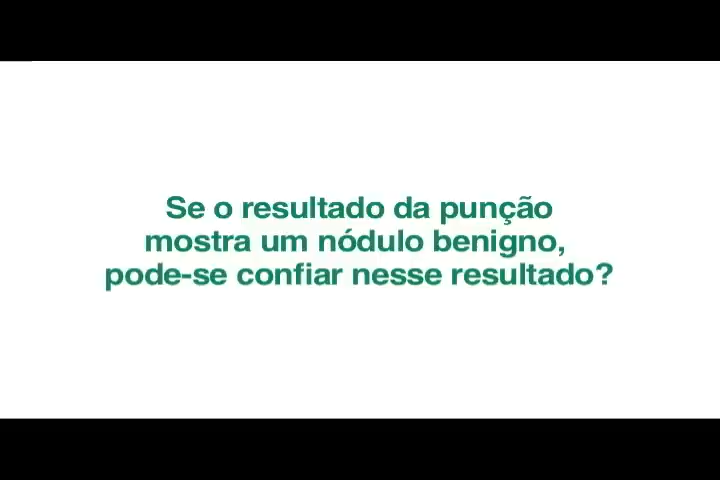 Se o resultado da punção
mostra um nódulo benigno,
pode-se confiar nesse resultado?